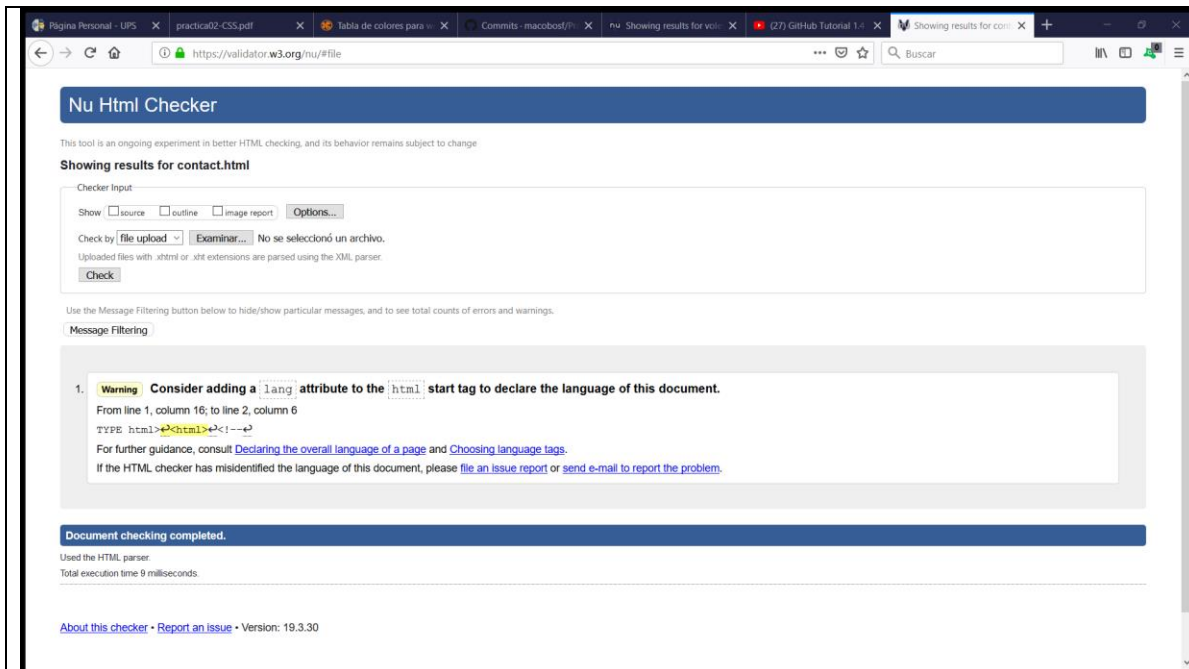 Página Personal - UPS
practica02-CSS.pdf
Tabla de colores para w
Commits - macobosf/Pr
Showing results for vole
(27) GitHub Tutorial 1.4
Showing results for cont
https://validator.w3.org/nu/#file
Buscar
Nu Html Checker
This tool is an ongoing experiment in better HTML checking, and its behavior remains subject to change
Showing results for contact.html
Checker Input
Show source outline image report Options...
Check by file upload Examinar... No se seleccionó un archivo.
Uploaded files with .xhtml or .xht extensions are parsed using the XML parser.
Check
Use the Message Filtering button below to hide/show particular messages, and to see total counts of errors and warnings.
Message Filtering
1. Warning Consider adding a lang attribute to the html start tag to declare the language of this document.
From line 1, column 16; to line 2, column 6
TYPE html>↩<html>↩<!--↩
For further guidance, consult Declaring the overall language of a page and Choosing language tags.
If the HTML checker has misidentified the language of this document, please file an issue report or send e-mail to report the problem.
Document checking completed.
Used the HTML parser.
Total execution time 9 milliseconds.
About this checker • Report an issue • Version: 19.3.30